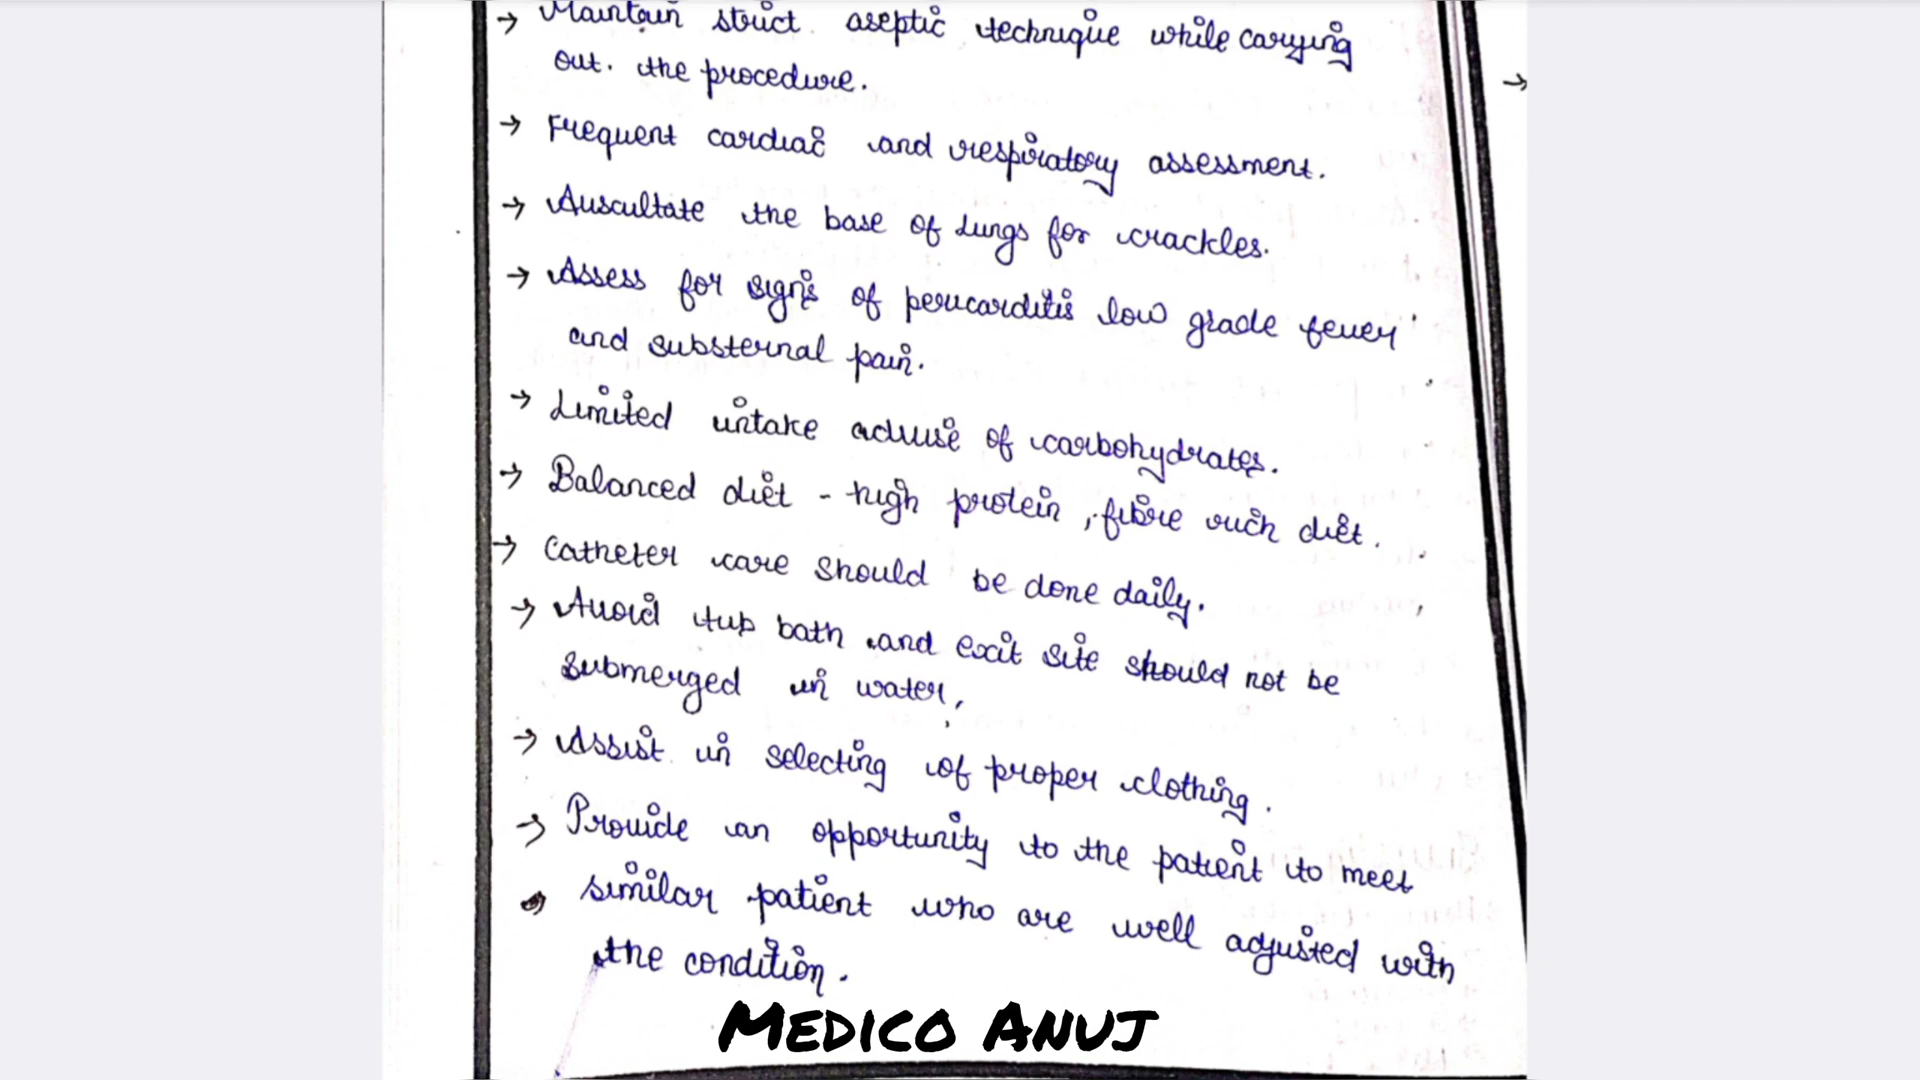 → Maintain strict aseptic technique while carrying
out. the procedure.
→ Frequent cardiac and respiratory assessment.
→ Auscultate the base of lungs for crackles.
→ Assess for signs of pericarditis low grade fever
and substernal pain.
→ Limited intake advise of carbohydrates.
→ Balanced diet - high protein, fibre rich diet.
→ Catheter care should be done daily.
→ Avoid tub bath and exit site should not be
submerged in water,
→ Assist in selecting of proper clothing.
→ Provide an opportunity to the patient to meet
similar patient who are well adjusted with
the condition.
MEDICO ANUJ